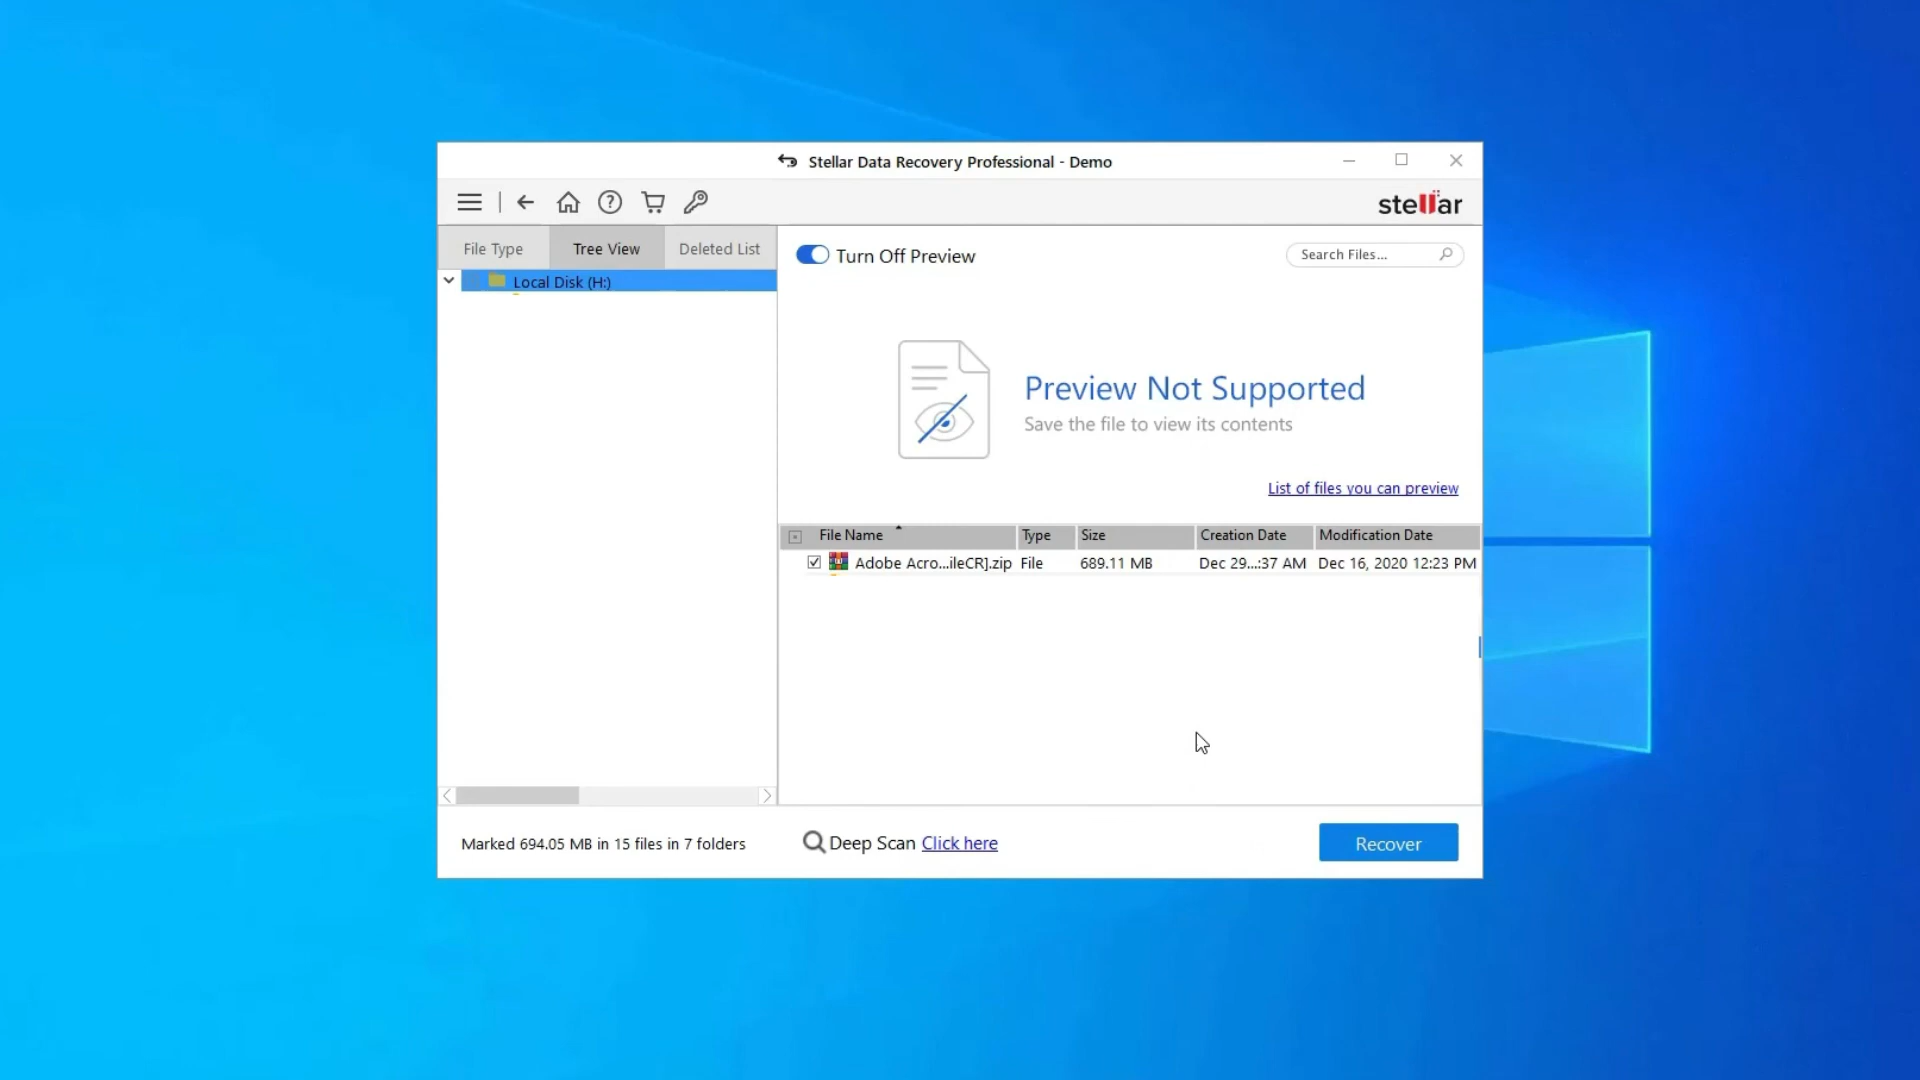 Stellar Data Recovery Professional - Demo
stellar
File Type
Tree View
Deleted List
Turn Off Preview
Search Files...
Local Disk (H:)
Preview Not Supported
Save the file to view its contents
List of files you can preview
File Name Type Size Creation Date Modification Date
Adobe Acro...ileCR].zip File 689.11 MB Dec 29...:37 AM Dec 16, 2020 12:23 PM
Marked 694.05 MB in 15 files in 7 folders
Deep Scan Click here
Recover